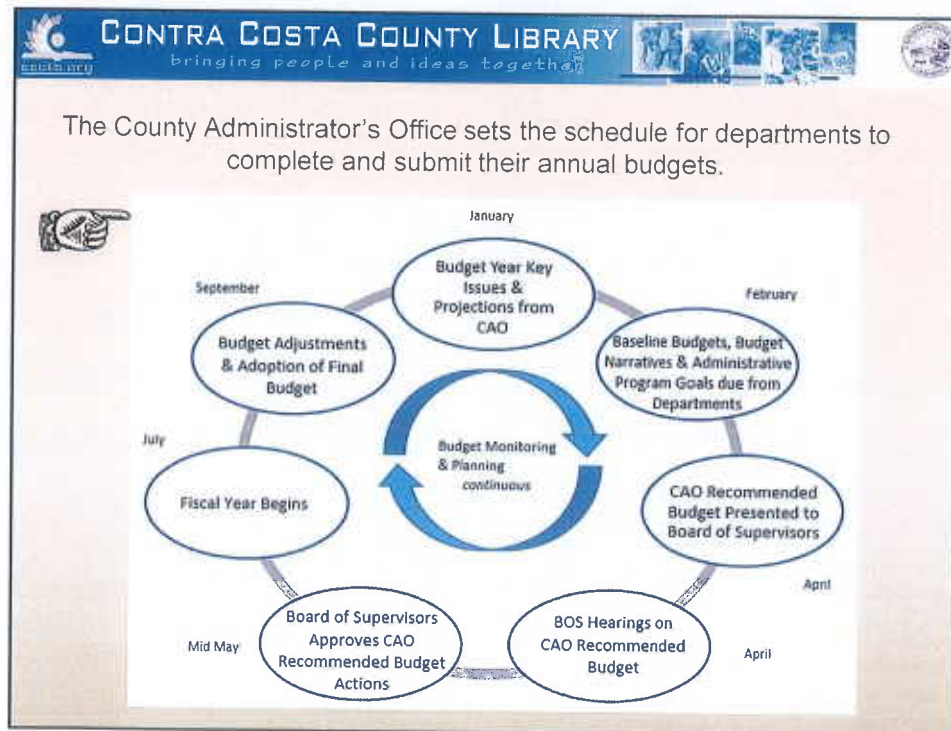 CONTRA COSTA COUNTY LIBRARY
bringing people and ideas together
ccclib.org
The County Administrator's Office sets the schedule for departments to
complete and submit their annual budgets.
January
Budget Year Key
Issues &
Projections from
CAO
February
Baseline Budgets, Budget
Narratives & Administrative
Program Goals due from
Departments
CAO Recommended
Budget Presented to
Board of Supervisors
April
BOS Hearings on
CAO Recommended
Budget
April
Board of Supervisors
Approves CAO
Recommended Budget
Actions
Mid May
July
Fiscal Year Begins
September
Budget Adjustments
& Adoption of Final
Budget
Budget Monitoring
& Planning
continuous